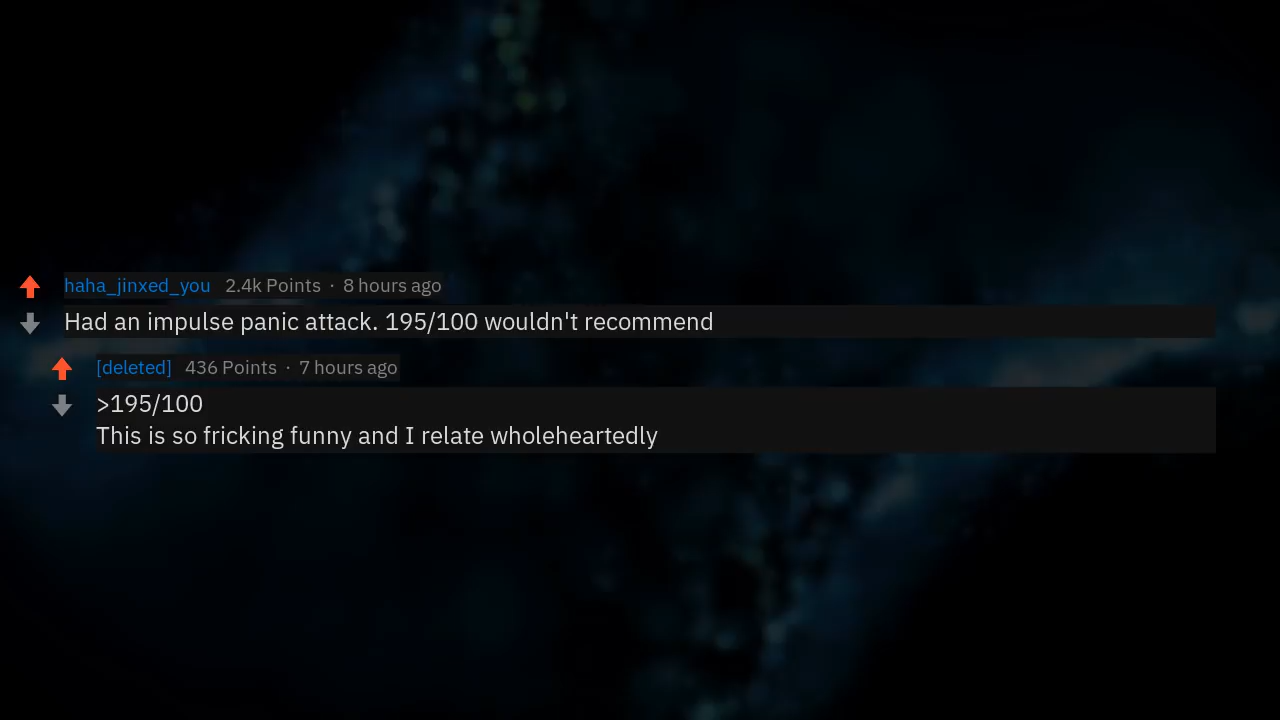 haha_jinxed_you 2.4k Points · 8 hours ago
Had an impulse panic attack. 195/100 wouldn't recommend
[deleted] 436 Points · 7 hours ago
>195/100
This is so fricking funny and I relate wholeheartedly